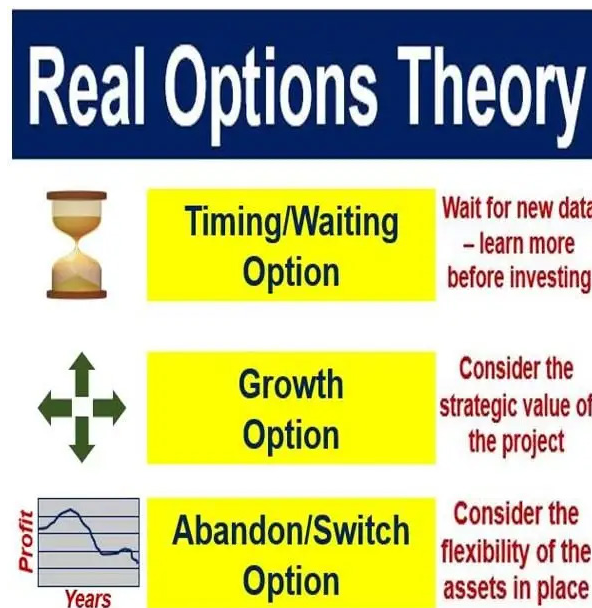 Real Options Theory
Timing/Waiting
Option
Wait for new data
– learn more
before investing
Growth
Option
Consider the
strategic value of
the project
Profit
Years
Abandon/Switch
Option
Consider the
flexibility of the
assets in place